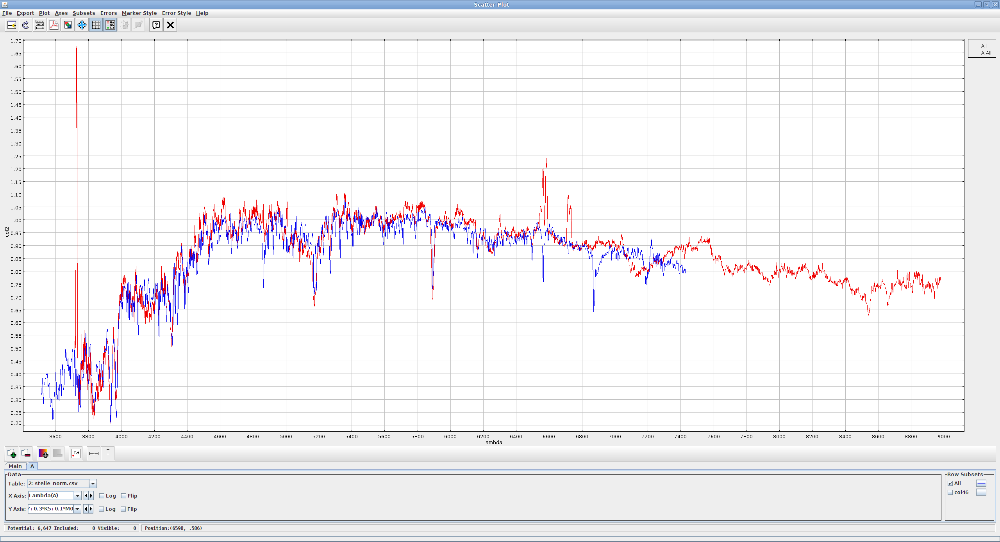 Scatter Plot
File Export Plot Axes Subsets Errors Marker Style Error Style Help
TITLE
Aa
Bb
Cc
1.70
1.65
1.60
1.55
1.50
1.45
1.40
1.35
1.30
1.25
1.20
1.15
1.10
1.05
1.00
0.95
0.90
0.85
0.80
0.75
0.70
0.65
0.60
0.55
0.50
0.45
0.40
0.35
0.30
0.25
0.20
col2
All
A.All
3600 3800 4000 4200 4400 4600 4800 5000 5200 5400 5600 5800 6000 6200 6400 6600 6800 7000 7200 7400 7600 7800 8000 8200 8400 8600 8800 9000
lambda
Txt
Main A
Data
Table: 2: stelle_norm.csv
X Axis: Lambda(A) Log Flip
Y Axis: +0.3*K5+0.1*M0 Log Flip
Row Subsets
All
col46
Potential: 6,647 Included: 0 Visible: 0 Position:(6598, .586)